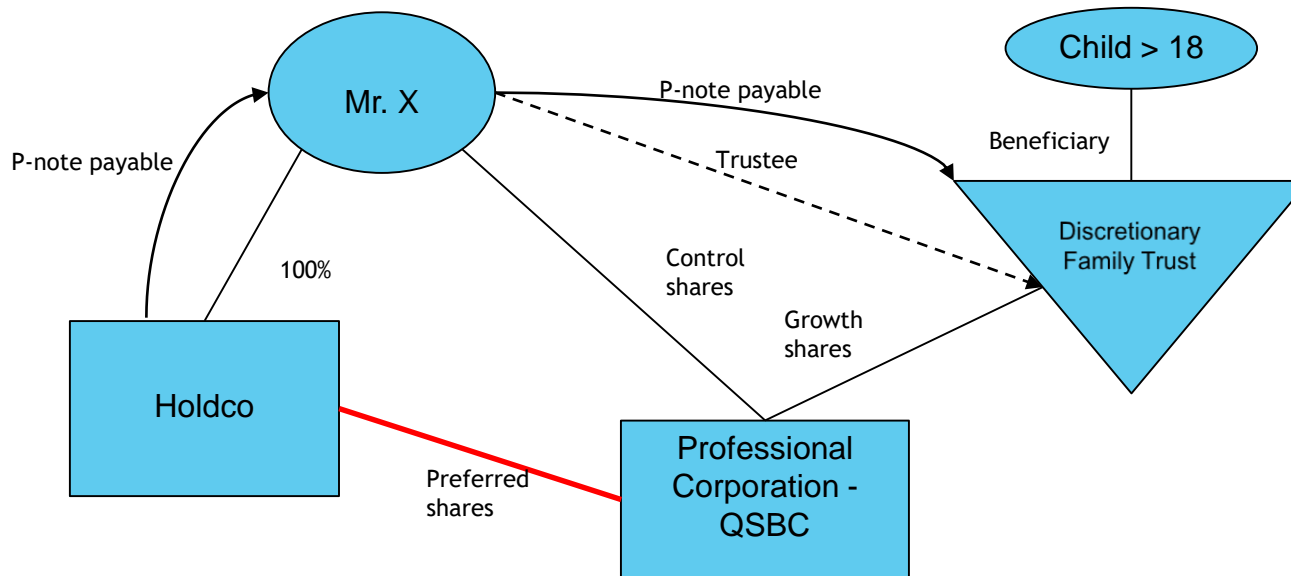 Child > 18
Mr. X
P-note payable
Beneficiary
P-note payable
Trustee
Discretionary
Family Trust
100%
Control
shares
Growth
shares
Holdco
Preferred
shares
Professional
Corporation -
QSBC